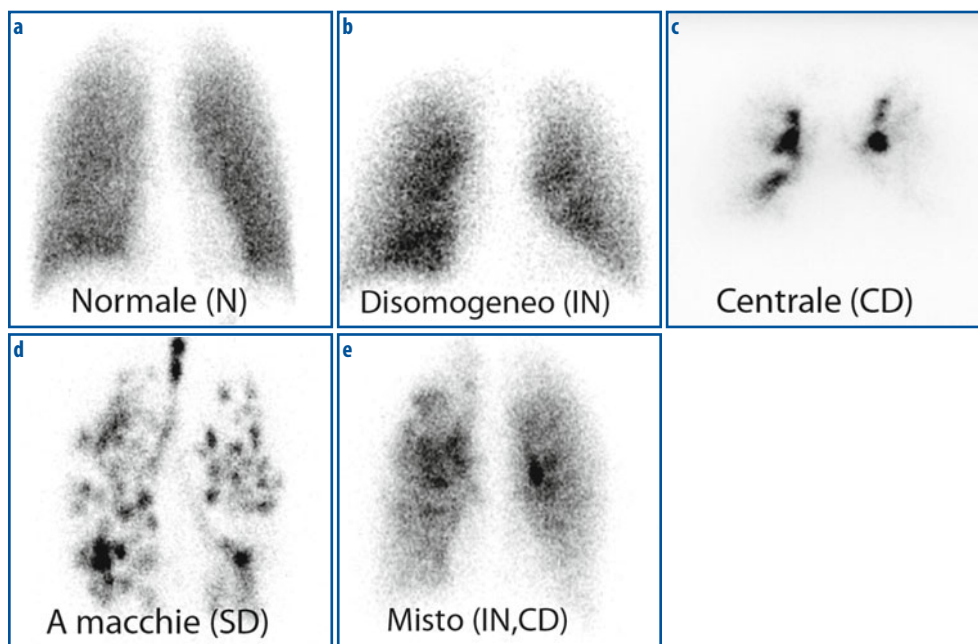 a
Normale (N)
b
Disomogeneo (IN)
c
Centrale (CD)
d
A macchie (SD)
e
Misto (IN,CD)